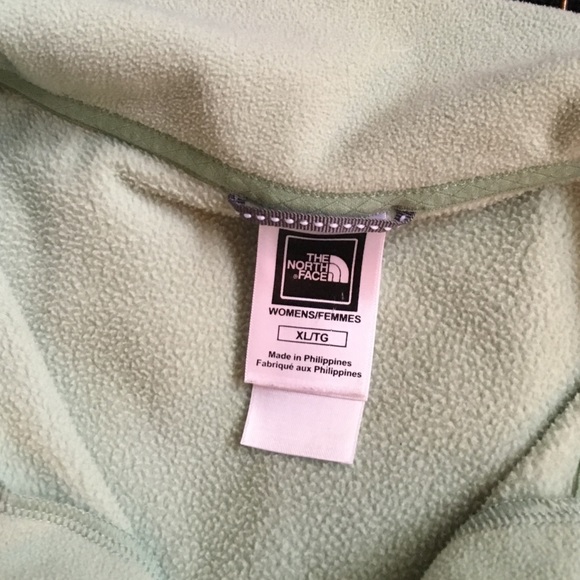 THE
NORTH
FACE
WOMENS/FEMMES
XL/TG
Made in Philippines
Fabriqué aux Philippines